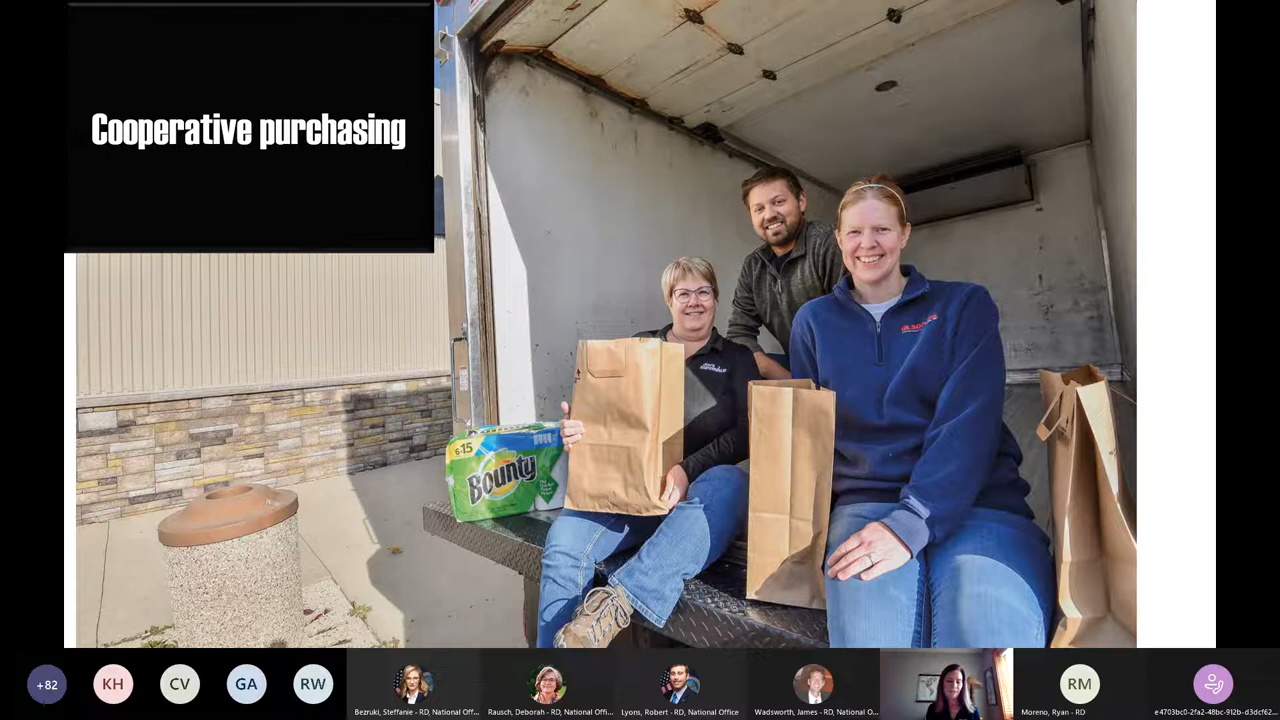 Cooperative purchasing
6=15
Bounty
+82
KH
CV
GA
RW
Bezruki, Steffanie - RD, National Off...
Rausch, Deborah - RD, National Offi...
Lyons, Robert - RD, National Office
Wadsworth, James - RD, National O...
RM
Moreno, Ryan - RD
e4703bc0-2fa2-48bc-912b-d3dcf62...